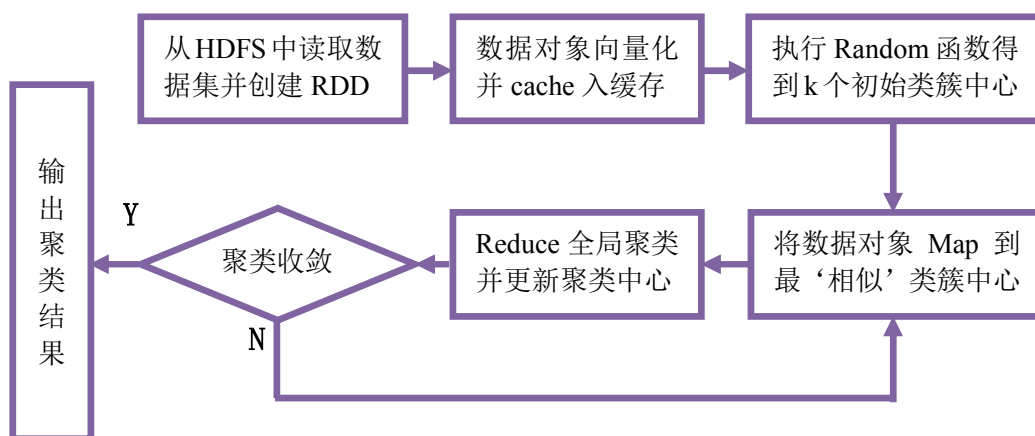 从HDFS中读取数
据集并创建 RDD
数据对象向量化
并 cache 入缓存
执行 Random 函数得
到 k 个初始类簇中心
将数据对象 Map 到
最‘相似’类簇中心
Reduce 全局聚类
并更新聚类中心
聚类收敛
Y
N
输
出
聚
类
结
果